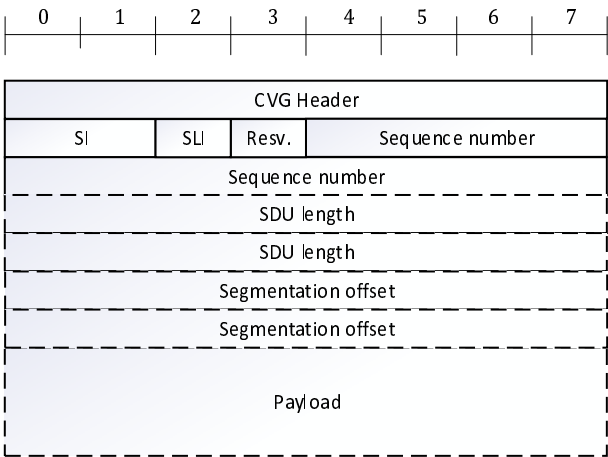 0 1 2 3 4 5 6 7
CVG Header
SI SLI Resv. Sequence number
Sequence number
SDU length
SDU length
Segmentation offset
Segmentation offset
Payload